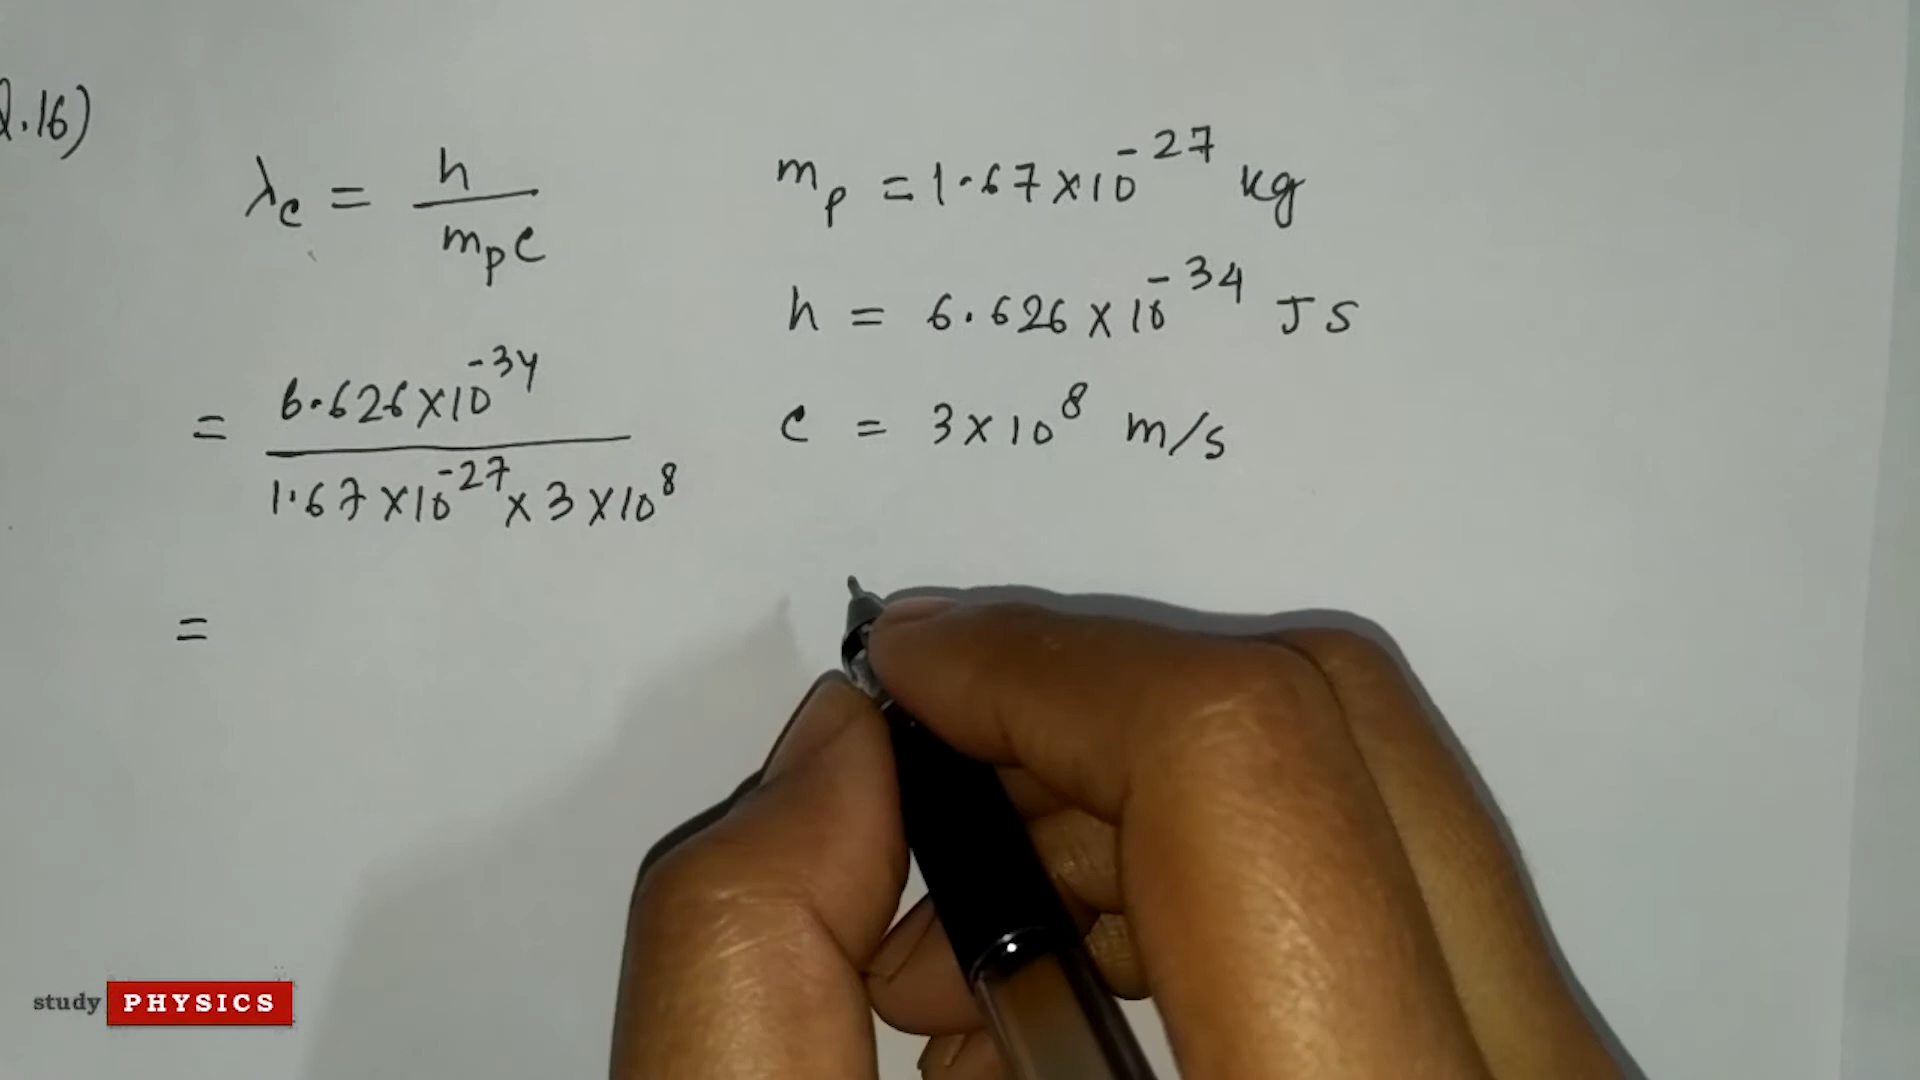 Q.16)
λc = h / mpc
mp = 1.67×10^-27 kg
h = 6.626×10^-34 JS
= 6.626×10^-34 / 1.67×10^-27 × 3×10^8
c = 3×10^8 m/s
=
study PHYSICS